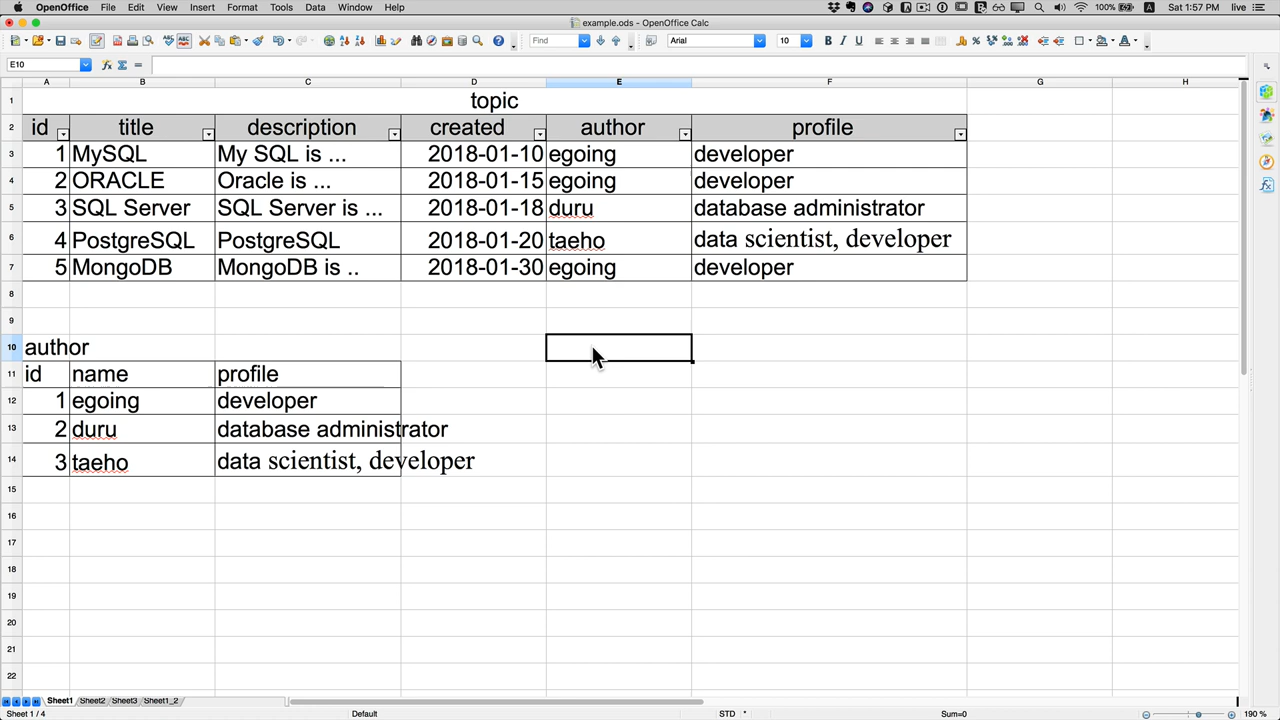 OpenOffice File Edit View Insert Format Tools Data Window Help 100% Sat 1:57 PM live
example.ods - OpenOffice Calc
Find Arial 10 B I U
E10
A B C D E F G H
1 topic
2 id title description created author profile
3 1 MySQL My SQL is ... 2018-01-10 egoing developer
4 2 ORACLE Oracle is ... 2018-01-15 egoing developer
5 3 SQL Server SQL Server is ... 2018-01-18 duru database administrator
6 4 PostgreSQL PostgreSQL 2018-01-20 taeho data scientist, developer
7 5 MongoDB MongoDB is .. 2018-01-30 egoing developer
8
9
10 author
11 id name profile
12 1 egoing developer
13 2 duru database administrator
14 3 taeho data scientist, developer
15
16
17
18
19
20
21
22
Sheet1 Sheet2 Sheet3 Sheet1_2
Sheet 1 / 4 Default STD * Sum=0 190 %